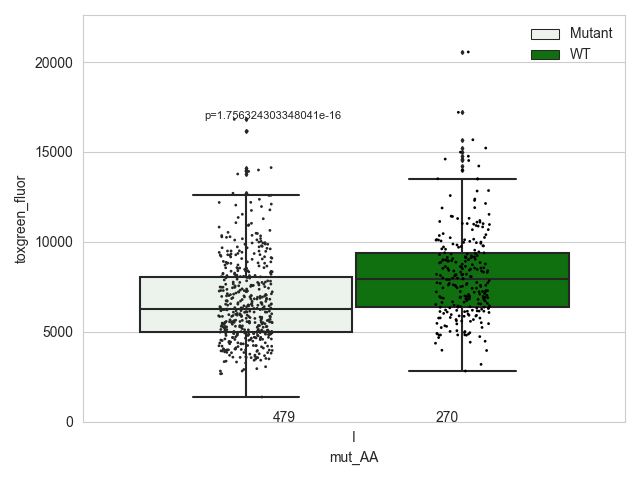 Mutant
WT
p=1.756324303348041e-16
20000
15000
10000
5000
0
toxgreen_fluor
479 270
I
mut_AA